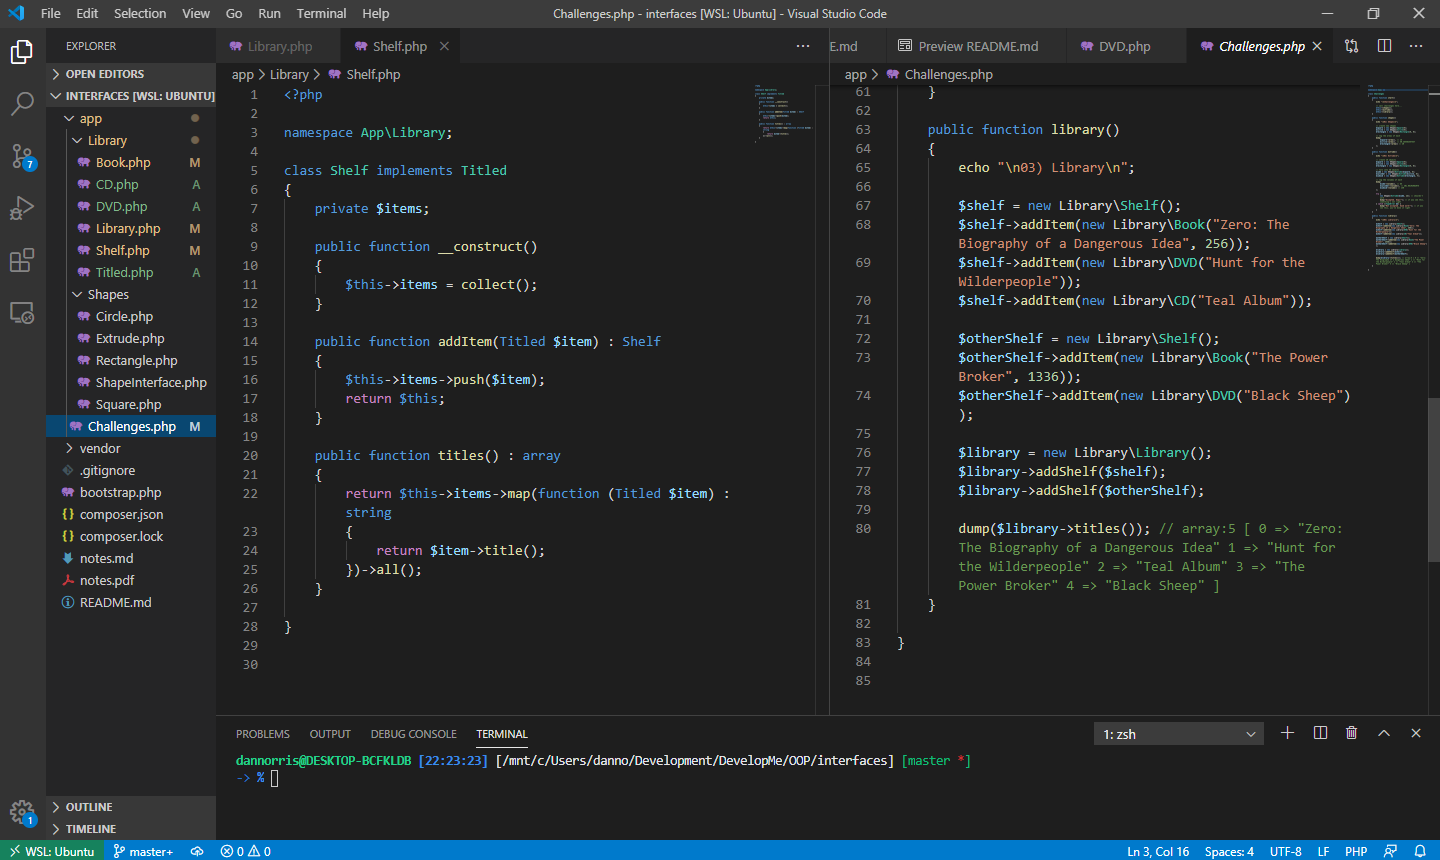 File Edit Selection View Go Run Terminal Help Challenges.php - interfaces [WSL: Ubuntu] - Visual Studio Code
EXPLORER
OPEN EDITORS
INTERFACES [WSL: UBUNTU]
app
Library
Book.php M
CD.php A
DVD.php A
Library.php M
Shelf.php M
Titled.php A
Shapes
Circle.php
Extrude.php
Rectangle.php
ShapeInterface.php
Square.php
Challenges.php M
vendor
.gitignore
bootstrap.php
composer.json
composer.lock
notes.md
notes.pdf
README.md
OUTLINE
TIMELINE
7
1
Library.php Shelf.php
app > Library > Shelf.php
1 <?php
2
3 namespace App\Library;
4
5 class Shelf implements Titled
6 {
7 private $items;
8
9 public function __construct()
10 {
11 $this->items = collect();
12 }
13
14 public function addItem(Titled $item) : Shelf
15 {
16 $this->items->push($item);
17 return $this;
18 }
19
20 public function titles() : array
21 {
22 return $this->items->map(function (Titled $item) :
string
23 {
24 return $item->title();
25 })->all();
26 }
27
28 }
29
30
E.md Preview README.md DVD.php Challenges.php
app > Challenges.php
61 }
62
63 public function library()
64 {
65 echo "\n03) Library\n";
66
67 $shelf = new Library\Shelf();
68 $shelf->addItem(new Library\Book("Zero: The
Biography of a Dangerous Idea", 256));
69 $shelf->addItem(new Library\DVD("Hunt for the
Wilderpeople"));
70 $shelf->addItem(new Library\CD("Teal Album"));
71
72 $otherShelf = new Library\Shelf();
73 $otherShelf->addItem(new Library\Book("The Power
Broker", 1336));
74 $otherShelf->addItem(new Library\DVD("Black Sheep")
);
75
76 $library = new Library\Library();
77 $library->addShelf($shelf);
78 $library->addShelf($otherShelf);
79
80 dump($library->titles()); // array:5 [ 0 => "Zero:
The Biography of a Dangerous Idea" 1 => "Hunt for
the Wilderpeople" 2 => "Teal Album" 3 => "The
Power Broker" 4 => "Black Sheep" ]
81 }
82
83 }
84
85
PROBLEMS OUTPUT DEBUG CONSOLE TERMINAL 1: zsh
dannorris@DESKTOP-BCFKLDB [22:23:23] [/mnt/c/Users/danno/Development/DevelopMe/OOP/interfaces] [master *]
-> %
WSL: Ubuntu master+ 0 0 Ln 3, Col 16 Spaces: 4 UTF-8 LF PHP